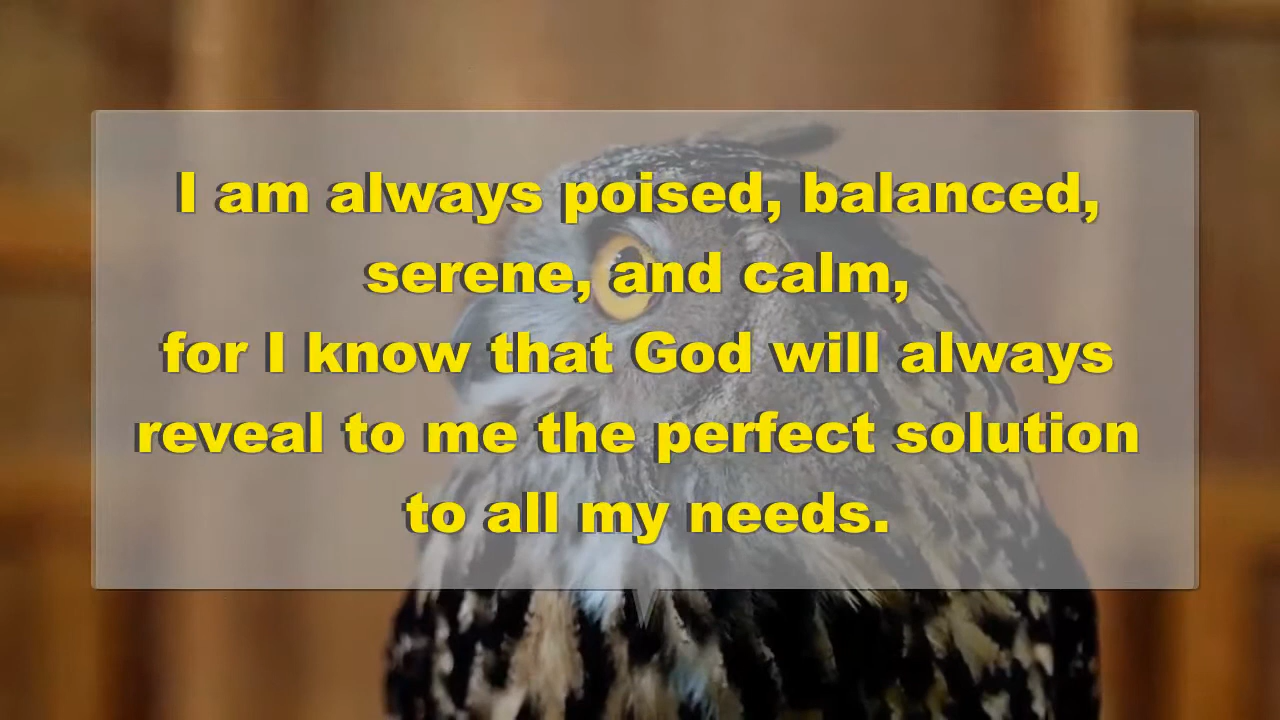 I am always poised, balanced,
serene, and calm,
for I know that God will always
reveal to me the perfect solution
to all my needs.